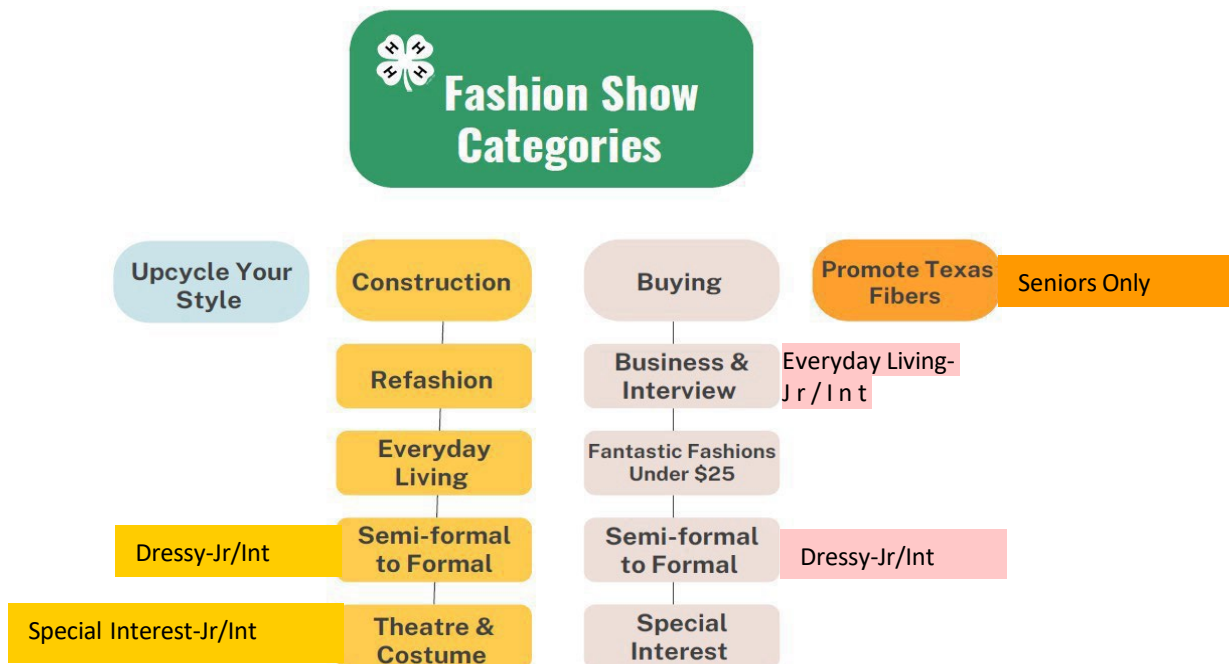 H H
H H
Fashion Show
Categories
Upcycle Your
Style
Construction
Buying
Promote Texas
Fibers
Seniors Only
Refashion
Business &
Interview
Everyday Living-
Jr/Int
Everyday
Living
Fantastic Fashions
Under $25
Dressy-Jr/Int
Semi-formal
to Formal
Semi-formal
to Formal
Dressy-Jr/Int
Special Interest-Jr/Int
Theatre &
Costume
Special
Interest